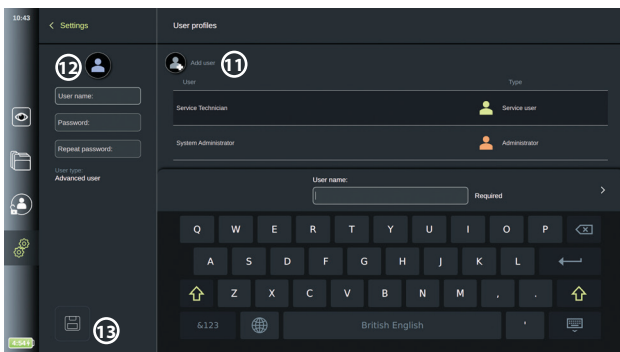 10:43
Settings
User profiles
12
Add user
11
User
Type
User name:
Service Technician
Service user
Password:
Repeat password:
System Administrator
Administrator
User type:
Advanced user
User name:
Required
Q W E R T Y U I O P
A S D F G H J K L
Z X C V B N M , .
&123
British English
'
13
4:54